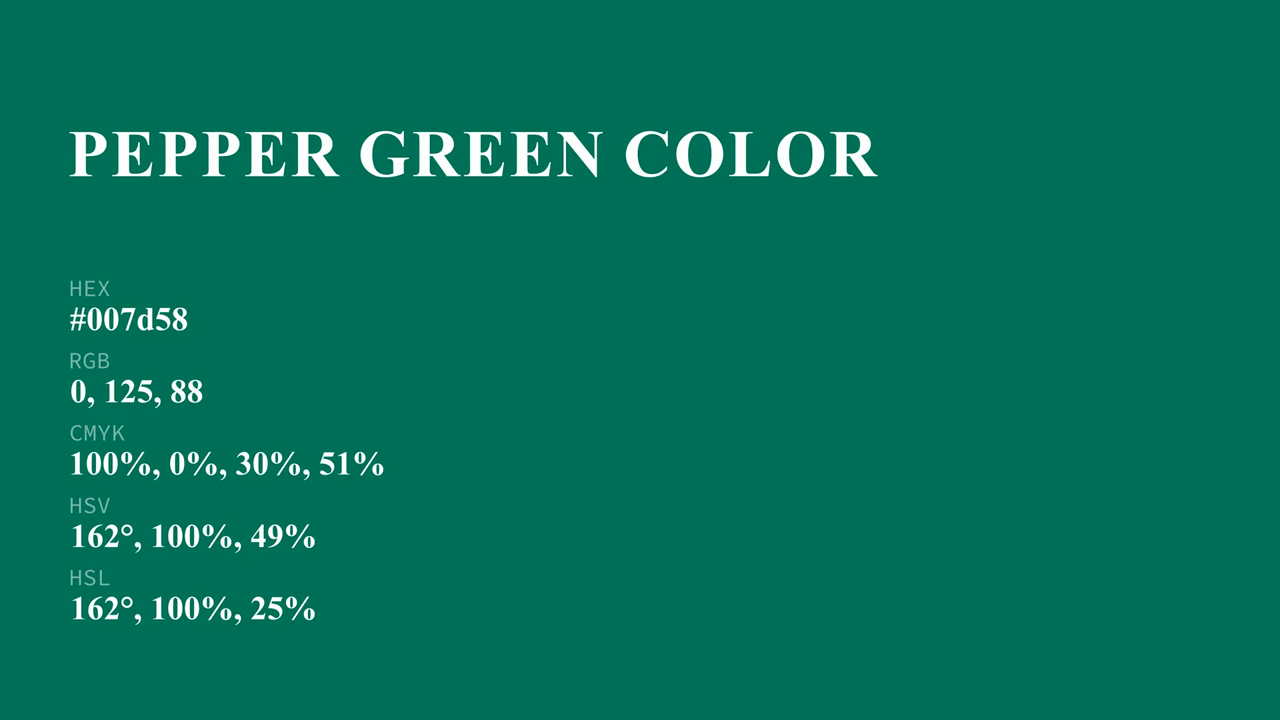 PEPPER GREEN COLOR
HEX
#007d58
RGB
0, 125, 88
CMYK
100%, 0%, 30%, 51%
HSV
162°, 100%, 49%
HSL
162°, 100%, 25%